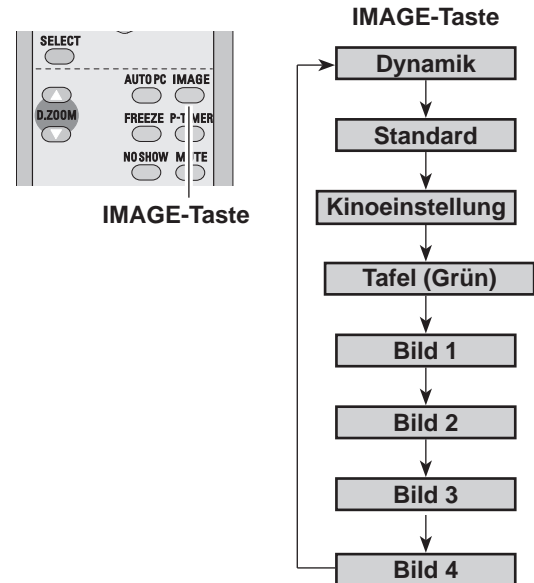 SELECT
AUTO PC IMAGE
D.ZOOM
FREEZE P-TIMER
NO SHOW MUTE
IMAGE-Taste
IMAGE-Taste
Dynamik
Standard
Kinoeinstellung
Tafel (Grün)
Bild 1
Bild 2
Bild 3
Bild 4